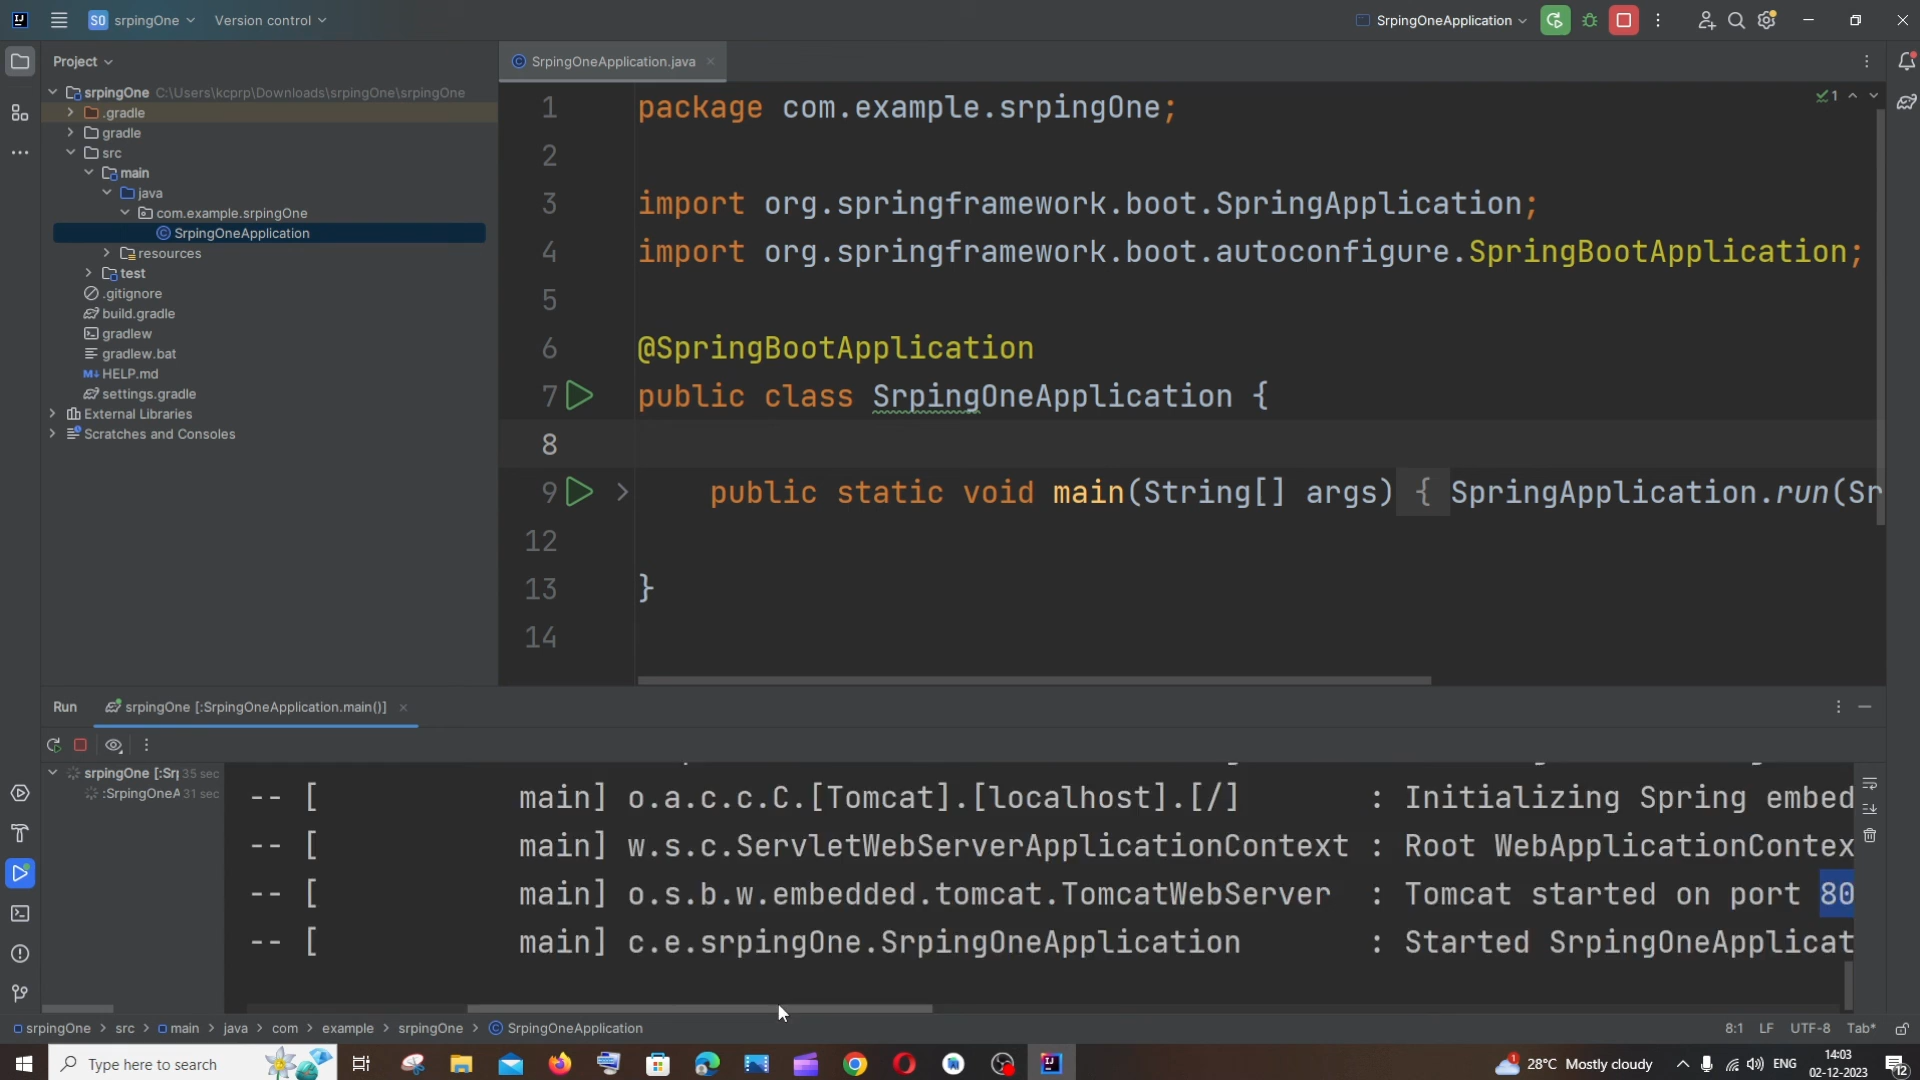 SO srpingOne Version control SrpingOneApplication
Project
SrpingOneApplication.java
srpingOne C:\Users\kcprp\Downloads\srpingOne\srpingOne
.gradle
gradle
src
main
java
com.example.srpingOne
SrpingOneApplication
resources
test
.gitignore
build.gradle
gradlew
gradlew.bat
HELP.md
settings.gradle
External Libraries
Scratches and Consoles
1 package com.example.srpingOne;
1
2
3 import org.springframework.boot.SpringApplication;
4 import org.springframework.boot.autoconfigure.SpringBootApplication;
5
6 @SpringBootApplication
7 public class SrpingOneApplication {
8
9 public static void main(String[] args) { SpringApplication.run(Sr
12
13 }
14
Run srpingOne [:SrpingOneApplication.main()]
srpingOne [:Srp 35 sec
:SrpingOneA 31 sec
-- [ main] o.a.c.c.C.[Tomcat].[localhost].[/] : Initializing Spring embed
-- [ main] w.s.c.ServletWebServerApplicationContext : Root WebApplicationContex
-- [ main] o.s.b.w.embedded.tomcat.TomcatWebServer : Tomcat started on port 80
-- [ main] c.e.srpingOne.SrpingOneApplication : Started SrpingOneApplicat
srpingOne > src > main > java > com > example > srpingOne > SrpingOneApplication
8:1 LF UTF-8 Tab*
Type here to search
1 28°C Mostly cloudy
ENG
14:03
02-12-2023
12